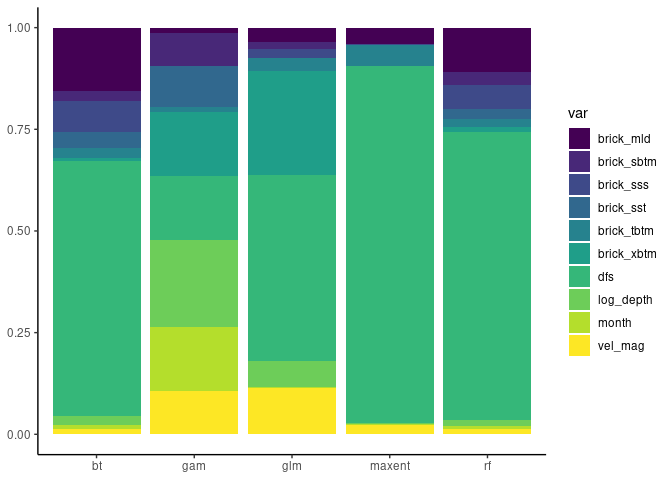 1.00
0.75
0.50
0.25
0.00
bt gam glm maxent rf
var
brick_mld
brick_sbtm
brick_sss
brick_sst
brick_tbtm
brick_xbtm
dfs
log_depth
month
vel_mag